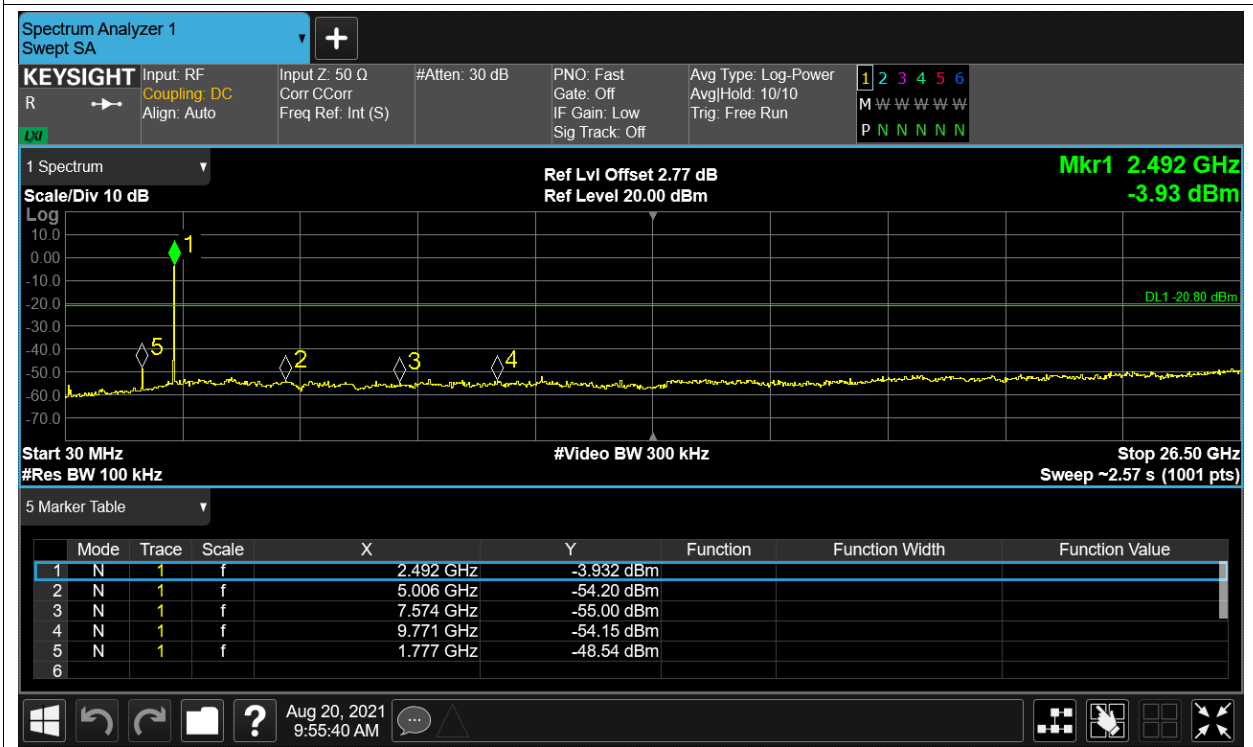 Spectrum Analyzer 1
Swept SA
KEYSIGHT Input: RF Input Z: 50 Ω #Atten: 30 dB PNO: Fast Avg Type: Log-Power 1 2 3 4 5 6
R Coupling: DC Corr CCorr Gate: Off Avg|Hold: 10/10 M W W W W W
Align: Auto Freq Ref: Int (S) IF Gain: Low Trig: Free Run
LXI Sig Track: Off P N N N N N
1 Spectrum Ref Lvl Offset 2.77 dB Mkr1 2.492 GHz
Scale/Div 10 dB Ref Level 20.00 dBm -3.93 dBm
Log
10.0
1
0.00
-10.0
-20.0 DL1 -20.80 dBm
-30.0
-40.0
5 2 3 4
-50.0
-60.0
-70.0
Start 30 MHz #Video BW 300 kHz Stop 26.50 GHz
#Res BW 100 kHz Sweep ~2.57 s (1001 pts)
5 Marker Table
Mode Trace Scale X Y Function Function Width Function Value
1 N 1 f 2.492 GHz -3.932 dBm
2 N 1 f 5.006 GHz -54.20 dBm
3 N 1 f 7.574 GHz -55.00 dBm
4 N 1 f 9.771 GHz -54.15 dBm
5 N 1 f 1.777 GHz -48.54 dBm
6
? Aug 20, 2021
9:55:40 AM